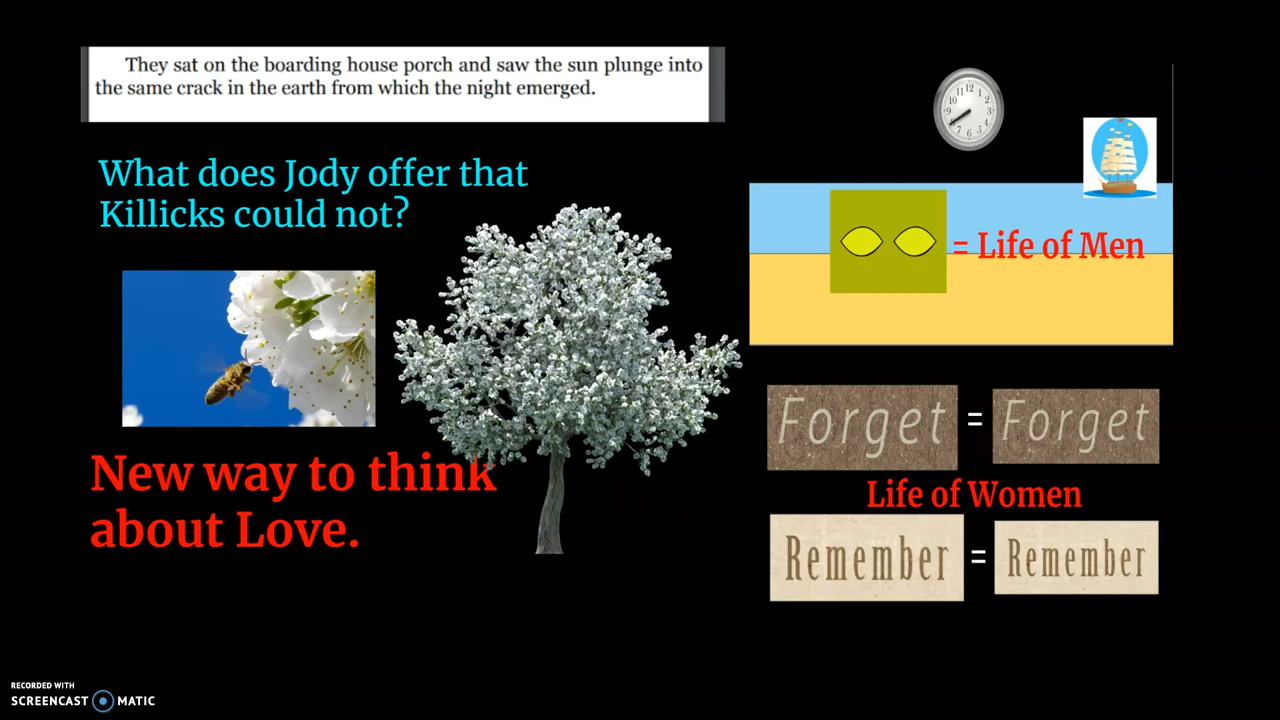 They sat on the boarding house porch and saw the sun plunge into
the same crack in the earth from which the night emerged.
What does Jody offer that
Killicks could not?
New way to think
about Love.
= Life of Men
Forget = Forget
Life of Women
Remember = Remember
RECORDED WITH
SCREENCAST MATIC